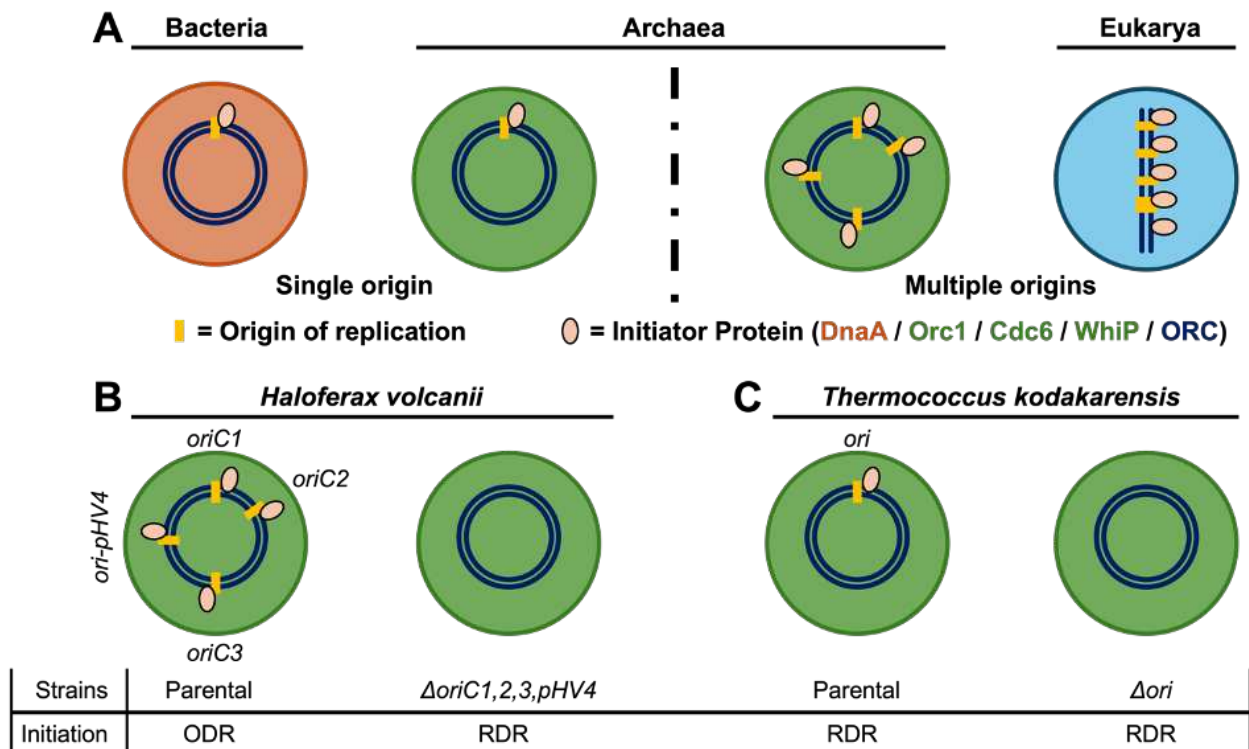 A
Bacteria
Archaea
Eukarya
Single origin
Multiple origins
= Origin of replication
= Initiator Protein (DnaA / Orc1 / Cdc6 / WhiP / ORC)
B
Haloferax volcanii
oriC1
oriC2
ori-pHV4
oriC3
C
Thermococcus kodakarensis
ori
Strains Parental ΔoriC1,2,3,pHV4 Parental Δori
Initiation ODR RDR RDR RDR